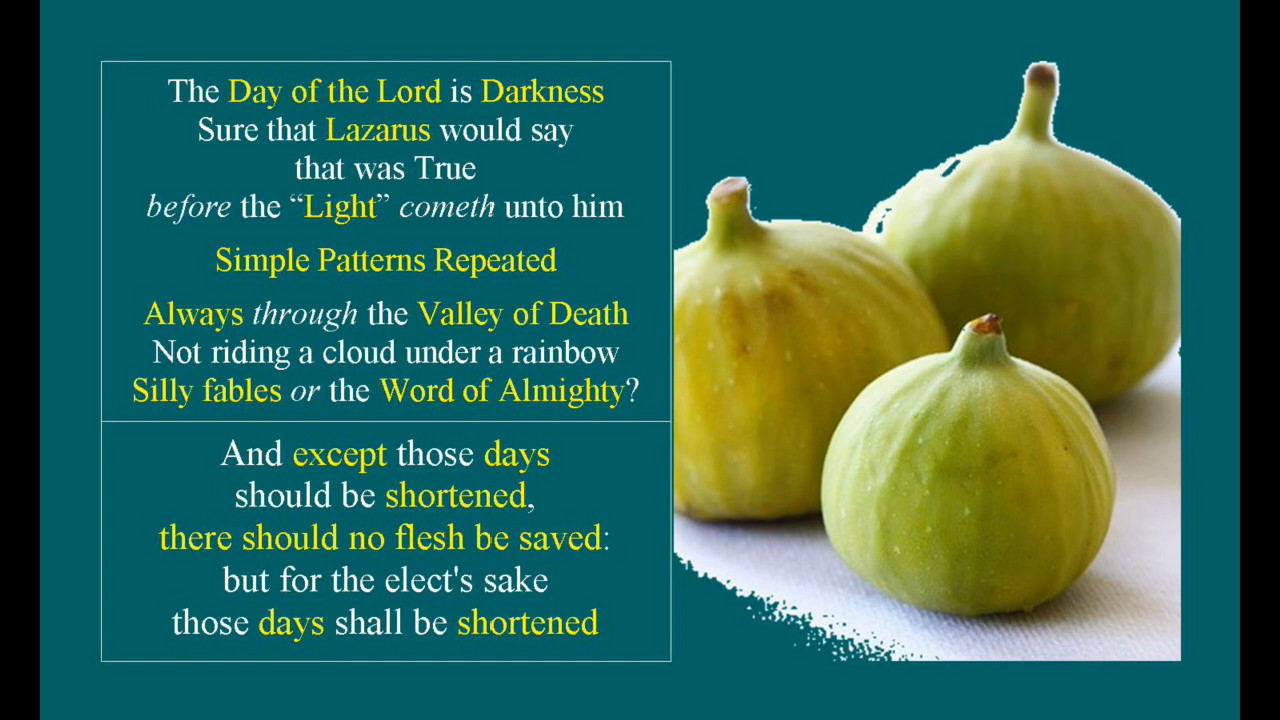 The Day of the Lord is Darkness
Sure that Lazarus would say
that was True
before the “Light” cometh unto him
Simple Patterns Repeated
Always through the Valley of Death
Not riding a cloud under a rainbow
Silly fables or the Word of Almighty?
And except those days
should be shortened,
there should no flesh be saved:
but for the elect's sake
those days shall be shortened